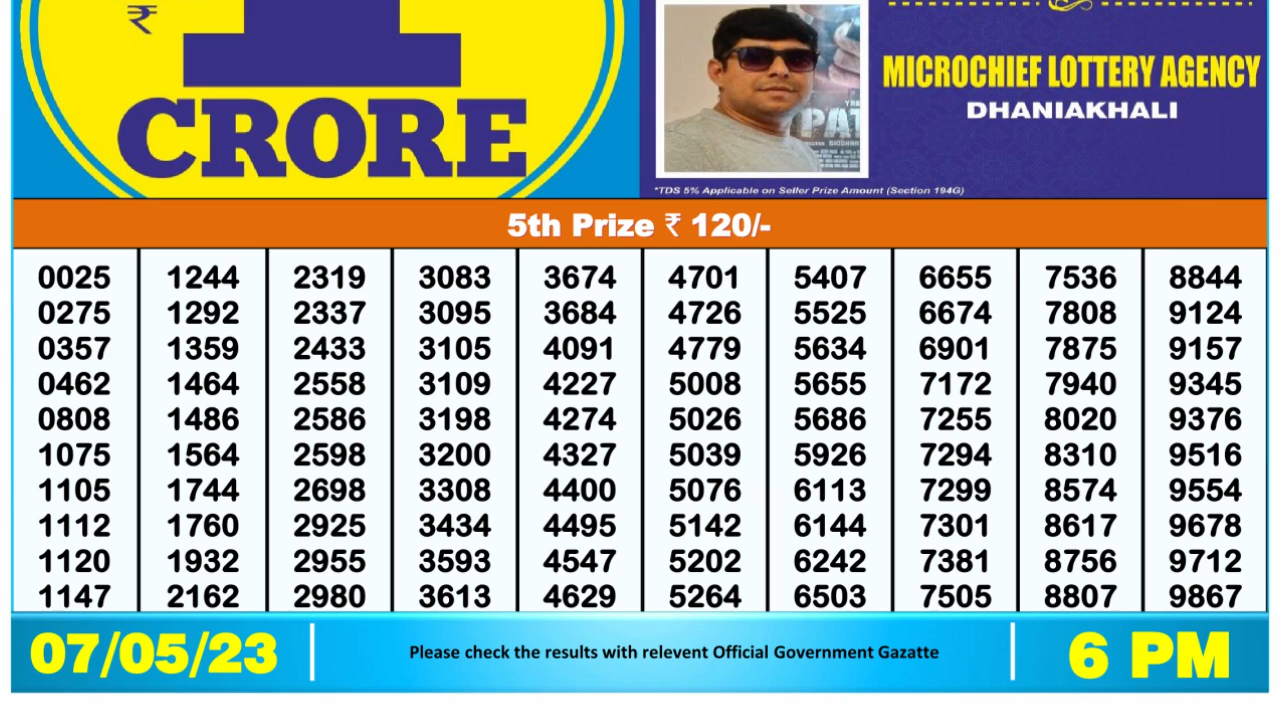 ₹ 1
CRORE
YR
PAT
DIRECTOR SIDDHAR
MICROCHIEF LOTTERY AGENCY
DHANIAKHALI
*TDS 5% Applicable on Seller Prize Amount (Section 194G)
5th Prize ₹ 120/-
0025 1244 2319 3083 3674 4701 5407 6655 7536 8844
0275 1292 2337 3095 3684 4726 5525 6674 7808 9124
0357 1359 2433 3105 4091 4779 5634 6901 7875 9157
0462 1464 2558 3109 4227 5008 5655 7172 7940 9345
0808 1486 2586 3198 4274 5026 5686 7255 8020 9376
1075 1564 2598 3200 4327 5039 5926 7294 8310 9516
1105 1744 2698 3308 4400 5076 6113 7299 8574 9554
1112 1760 2925 3434 4495 5142 6144 7301 8617 9678
1120 1932 2955 3593 4547 5202 6242 7381 8756 9712
1147 2162 2980 3613 4629 5264 6503 7505 8807 9867
07/05/23
Please check the results with relevent Official Government Gazatte
6 PM